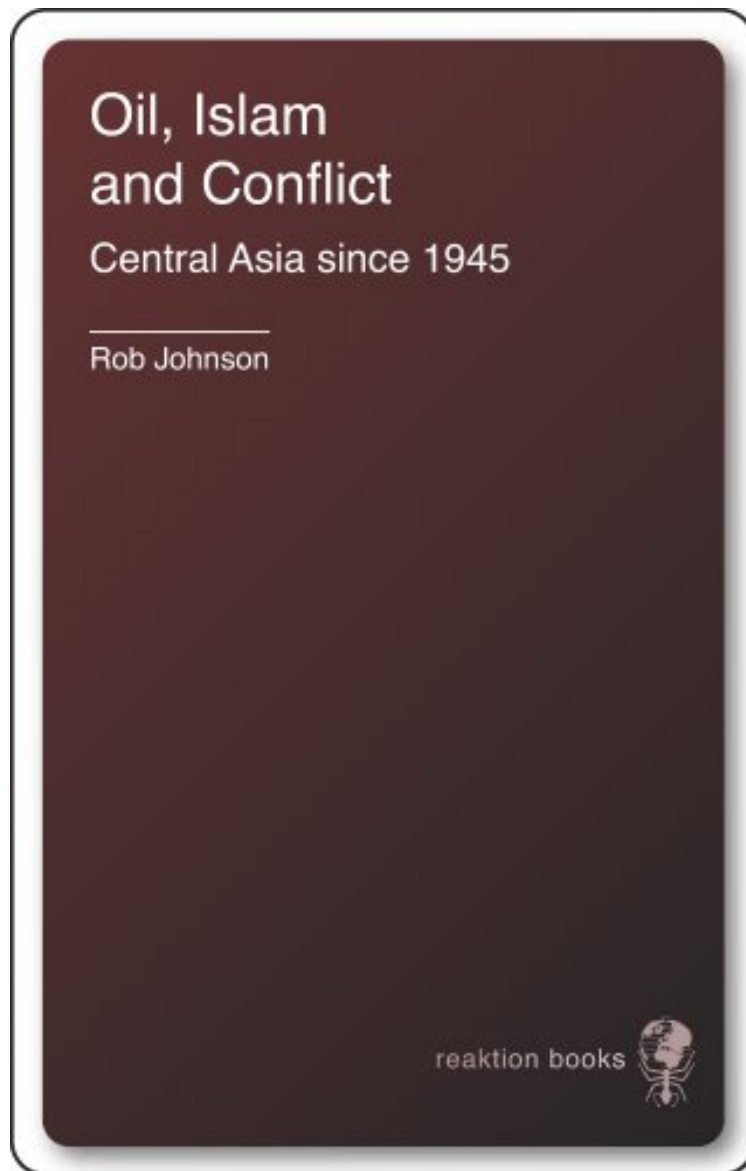 Oil, Islam
and Conflict
Central Asia since 1945
Rob Johnson
reaktion books